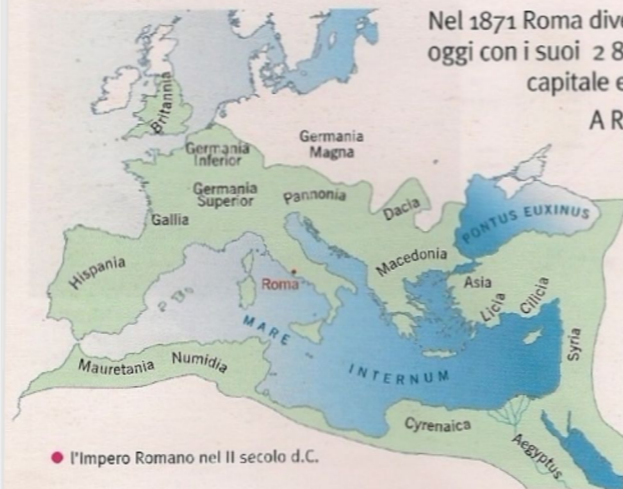 Nel 1871 Roma dive
oggi con i suoi 2 8
capitale e
A R
Britannia
Germania
Inferior
Germania
Magna
Germania
Superior
Pannonia
Dacia
PONTUS EUXINUS
Gallia
Hispania
Macedonia
Roma
Asia
Licia
Cilicia
Syria
MARE
INTERNUM
Mauretania
Numidia
Cyrenaica
Aegyptus
l'Impero Romano nel II secolo d.C.